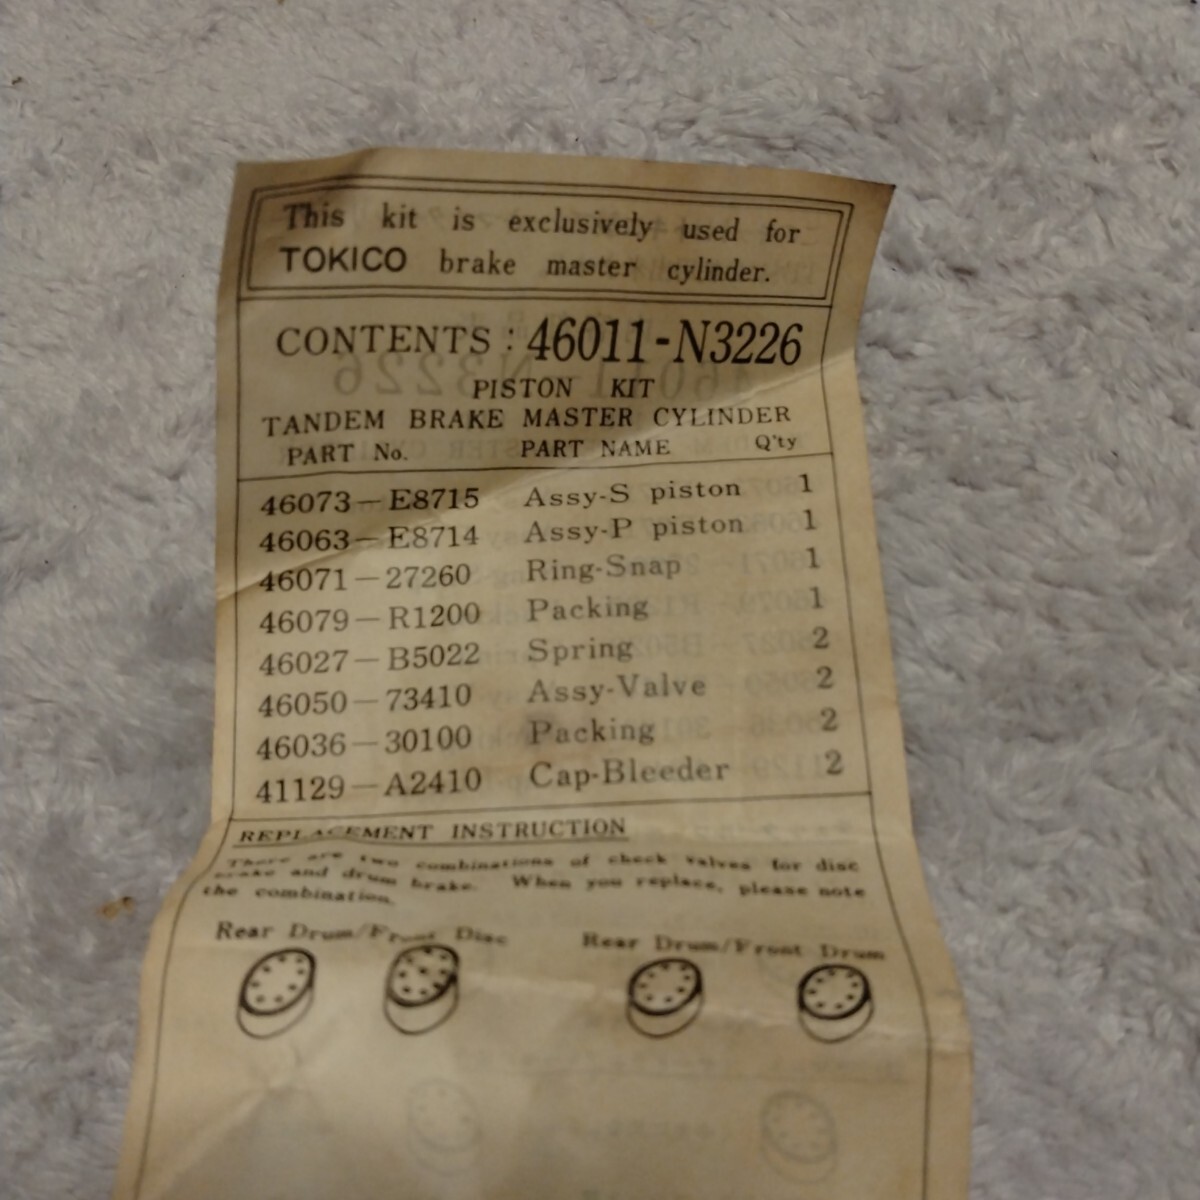 This kit is exclusively used for
TOKICO brake master cylinder.
CONTENTS : 46011-N3226
PISTON KIT
TANDEM BRAKE MASTER CYLINDER
PART No. PART NAME Q'ty
46073-E8715 Assy-S piston 1
46063-E8714 Assy-P piston 1
46071-27260 Ring-Snap 1
46079-R1200 Packing 1
46027-B5022 Spring 2
46050-73410 Assy-Valve 2
46036-30100 Packing 2
41129-A2410 Cap-Bleeder 2
REPLACEMENT INSTRUCTION
There are two combinations of check valves for disc
brake and drum brake. When you replace, please note
the combination.
Rear Drum/Front Disc Rear Drum/Front Drum